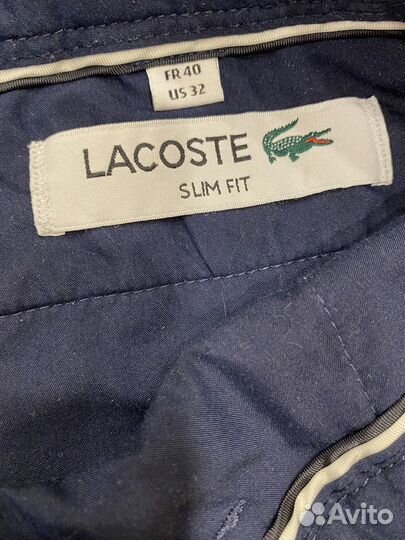 FR 40
US 32
LACOSTE
SLIM FIT
Avito